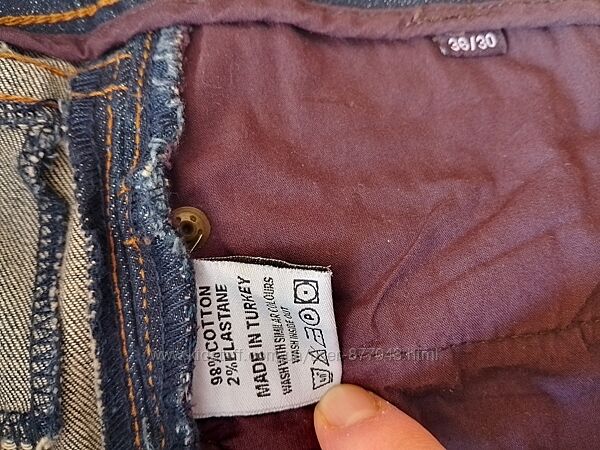 36/30
98% COTTON
2% ELASTANE
MADE IN TURKEY
WASH WITH SIMILAR COLOURS
WASH INSIDE OUT